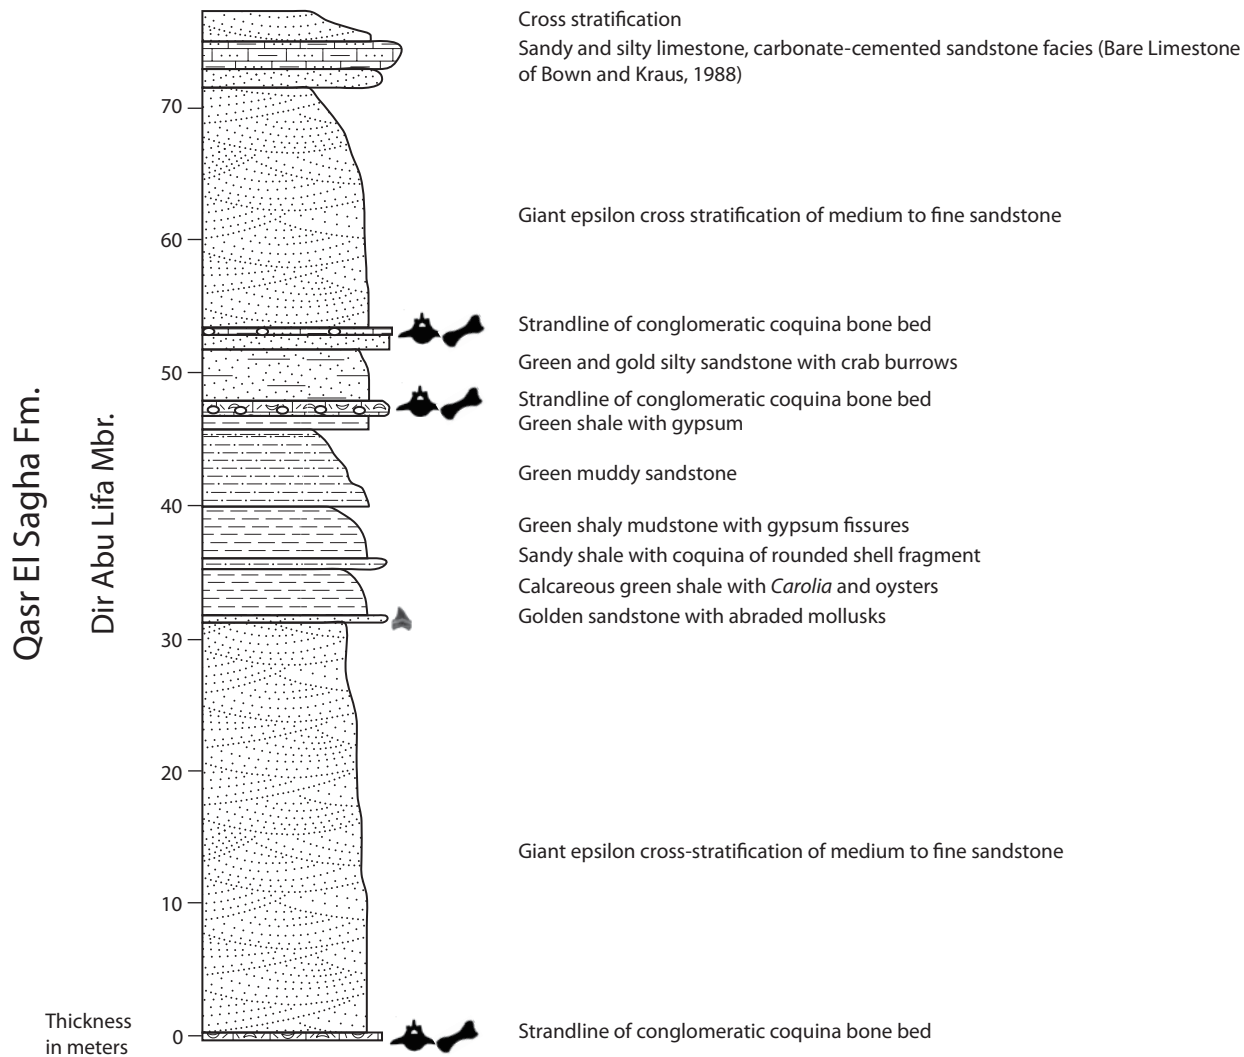 Cross stratification
Sandy and silty limestone, carbonate-cemented sandstone facies (Bare Limestone
of Bown and Kraus, 1988)
70
Giant epsilon cross stratification of medium to fine sandstone
60
Strandline of conglomeratic coquina bone bed
Green and gold silty sandstone with crab burrows
50
Strandline of conglomeratic coquina bone bed
Green shale with gypsum
Green muddy sandstone
40
Green shaly mudstone with gypsum fissures
Sandy shale with coquina of rounded shell fragment
Calcareous green shale with Carolia and oysters
Golden sandstone with abraded mollusks
30
20
Giant epsilon cross-stratification of medium to fine sandstone
10
Strandline of conglomeratic coquina bone bed
0
Thickness
in meters
Qasr El Sagha Fm.
Dir Abu Lifa Mbr.